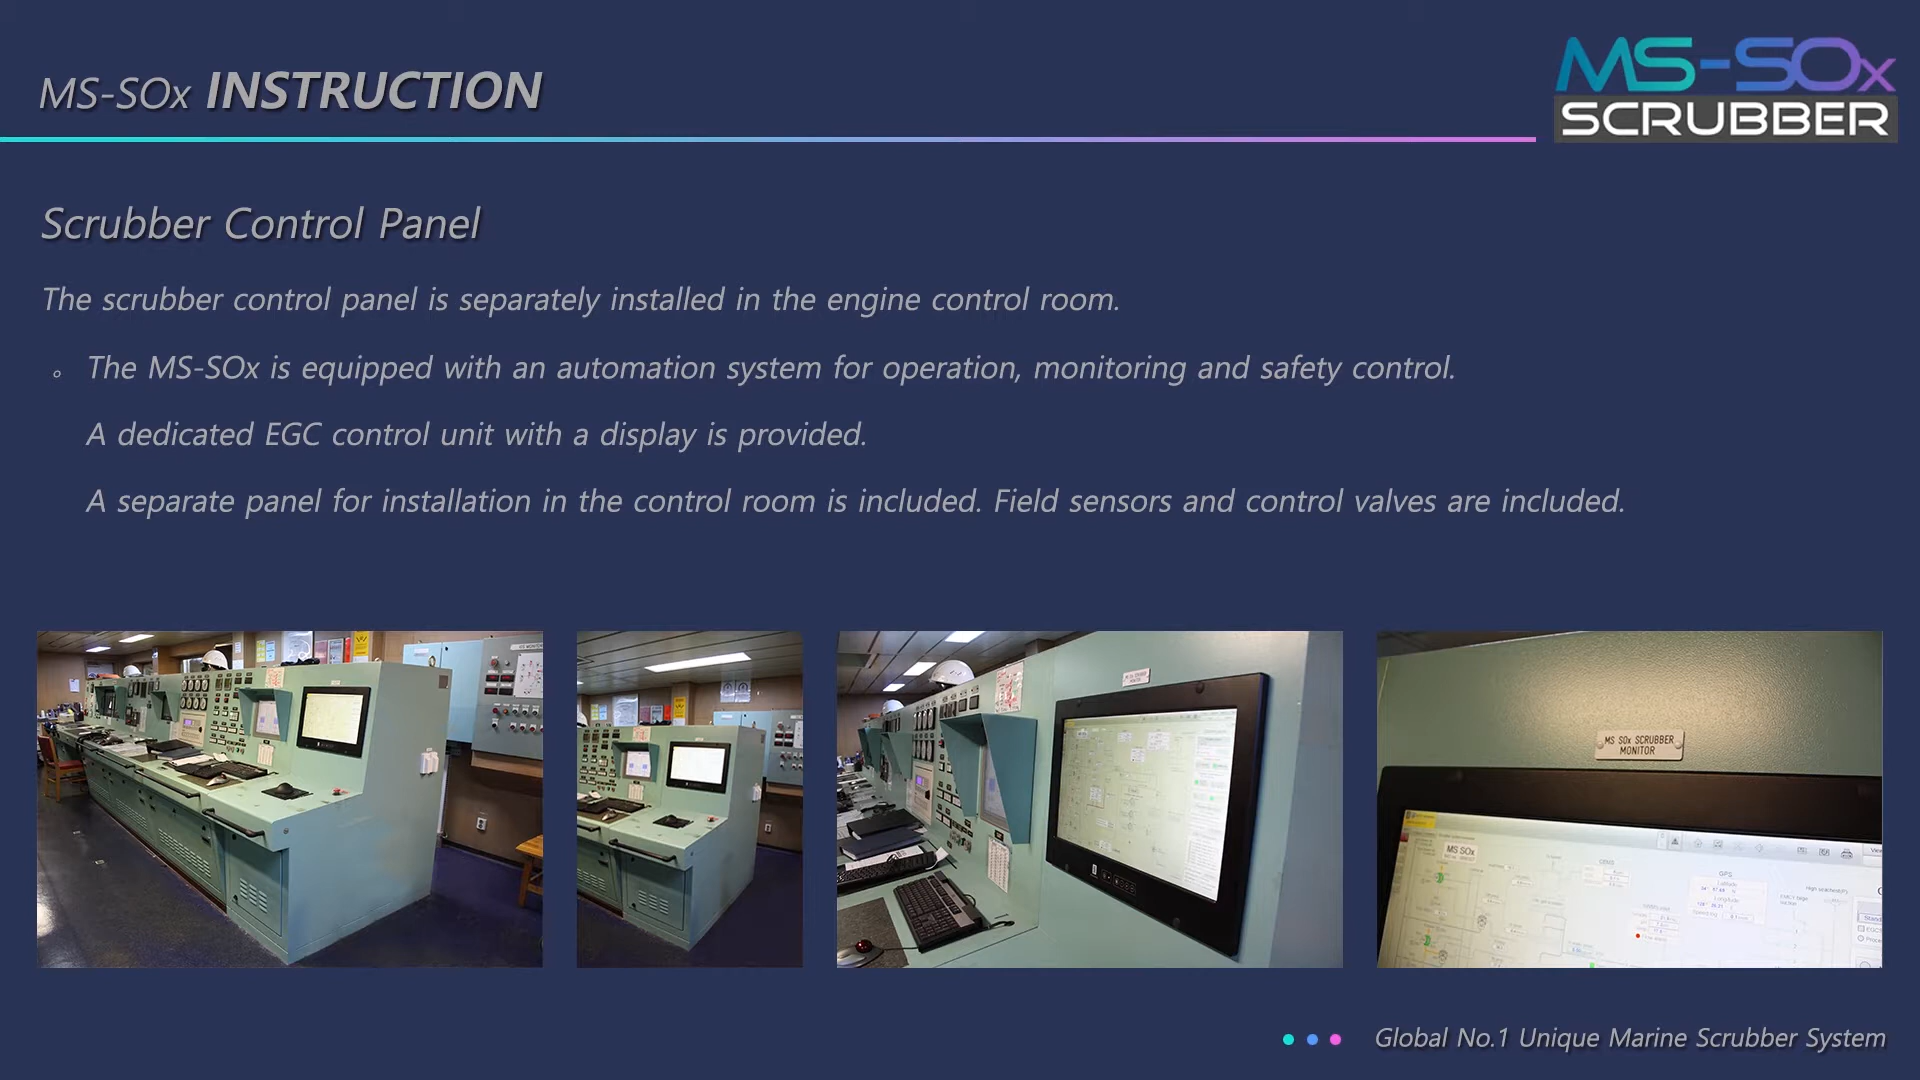 MS-SOx INSTRUCTION
MS-SOx
SCRUBBER
Scrubber Control Panel
The scrubber control panel is separately installed in the engine control room.
The MS-SOx is equipped with an automation system for operation, monitoring and safety control.
A dedicated EGC control unit with a display is provided.
A separate panel for installation in the control room is included. Field sensors and control valves are included.
MS SOx SCRUBBER
MONITOR
MS SOx
GPS
Latitude
Longitude
Global No.1 Unique Marine Scrubber System